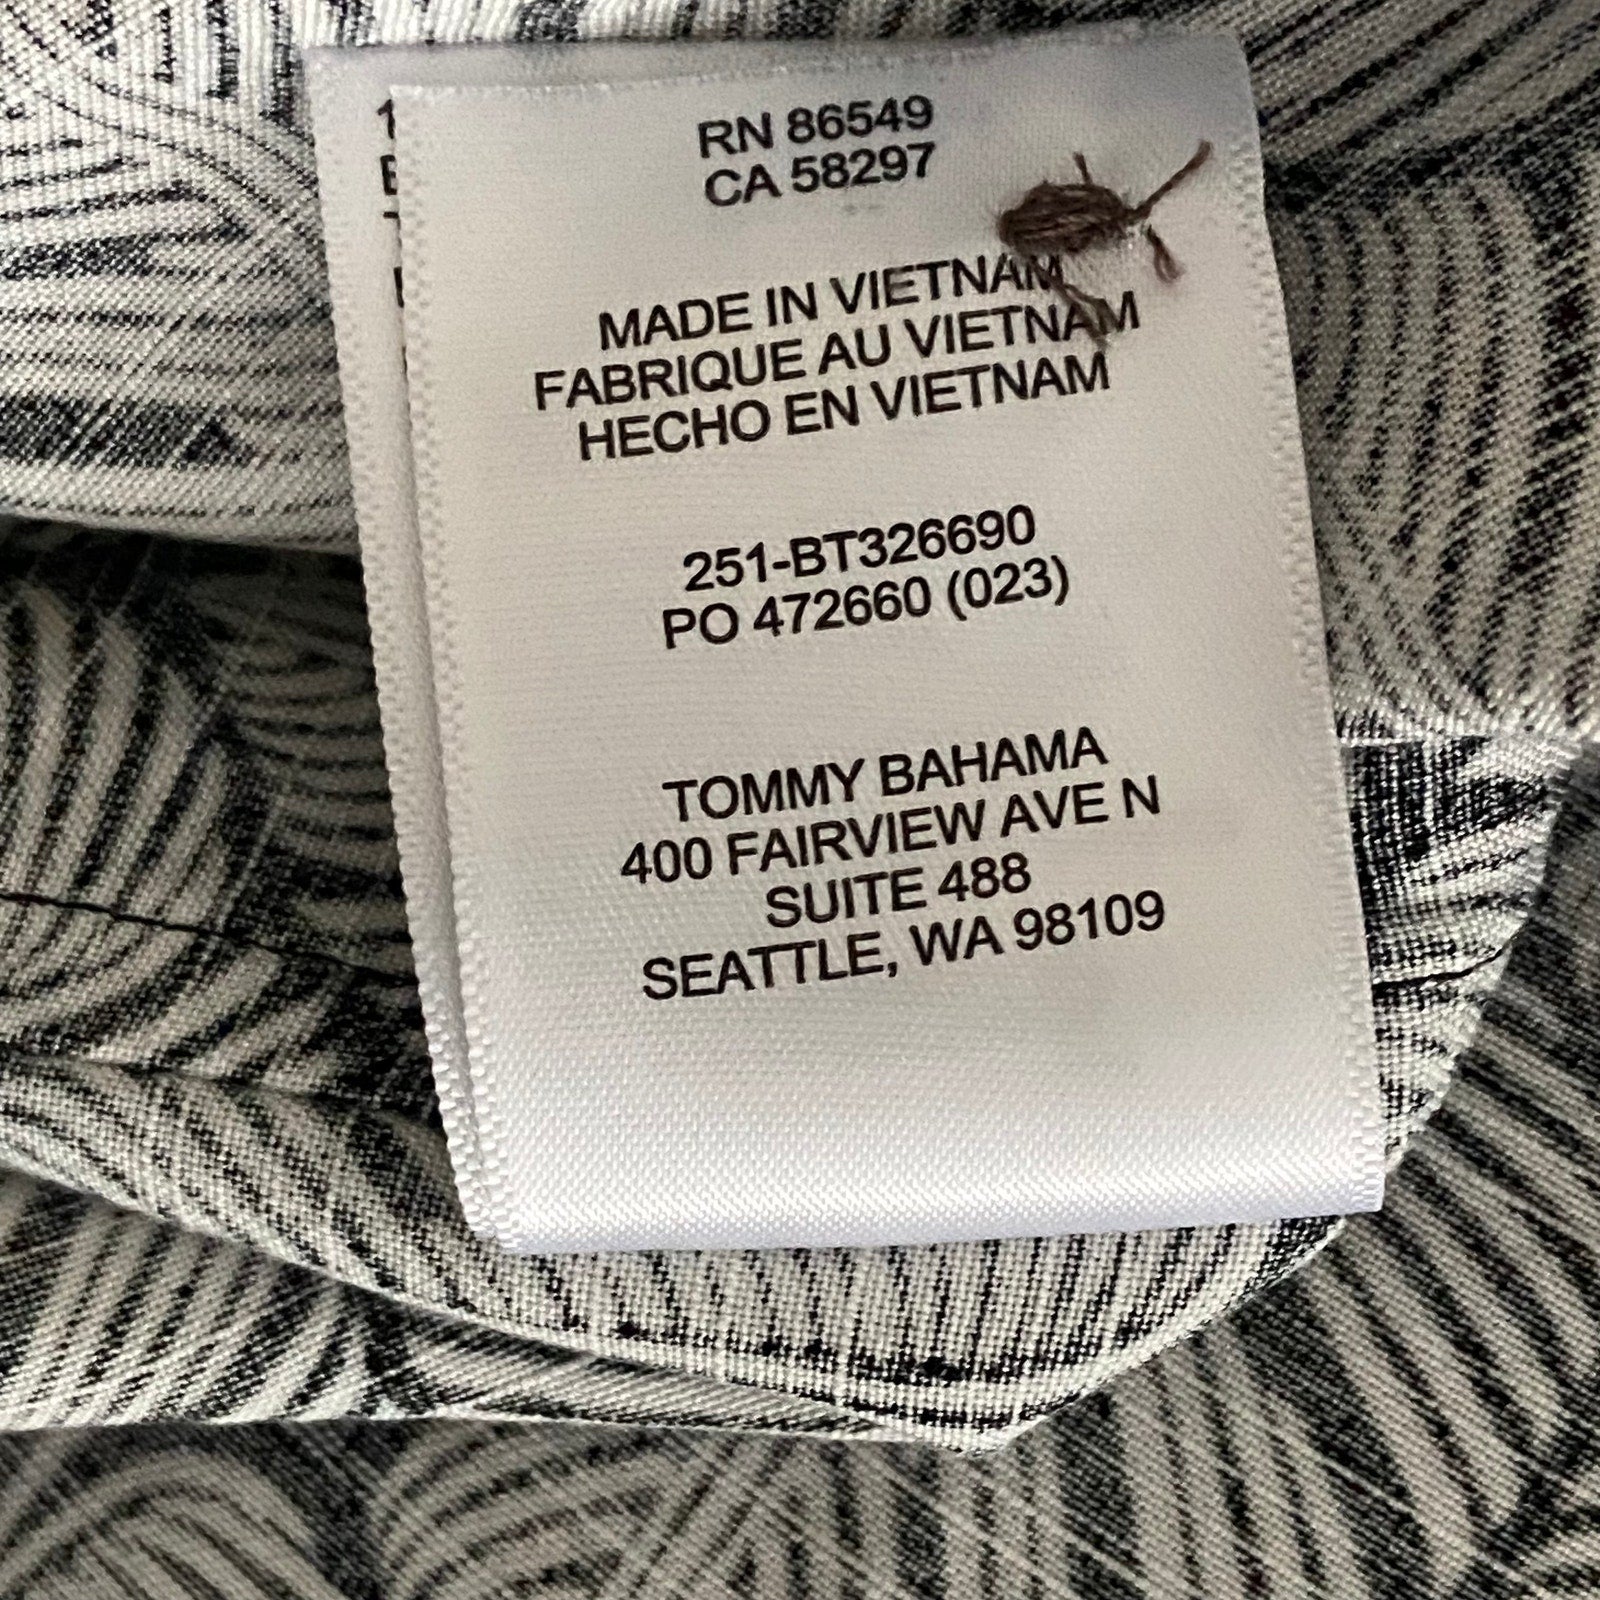 RN 86549
CA 58297
MADE IN VIETNAM
FABRIQUE AU VIETNAM
HECHO EN VIETNAM
251-BT326690
PO 472660 (023)
TOMMY BAHAMA
400 FAIRVIEW AVE N
SUITE 488
SEATTLE, WA 98109